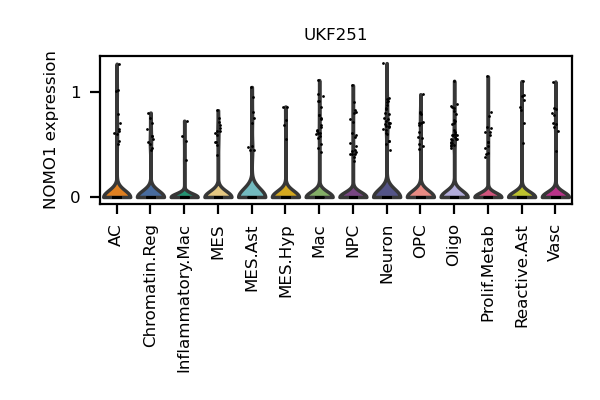 UKF251
NOMO1 expression
1
0
AC
Chromatin.Reg
Inflammatory.Mac
MES
MES.Ast
MES.Hyp
Mac
NPC
Neuron
OPC
Oligo
Prolif.Metab
Reactive.Ast
Vasc